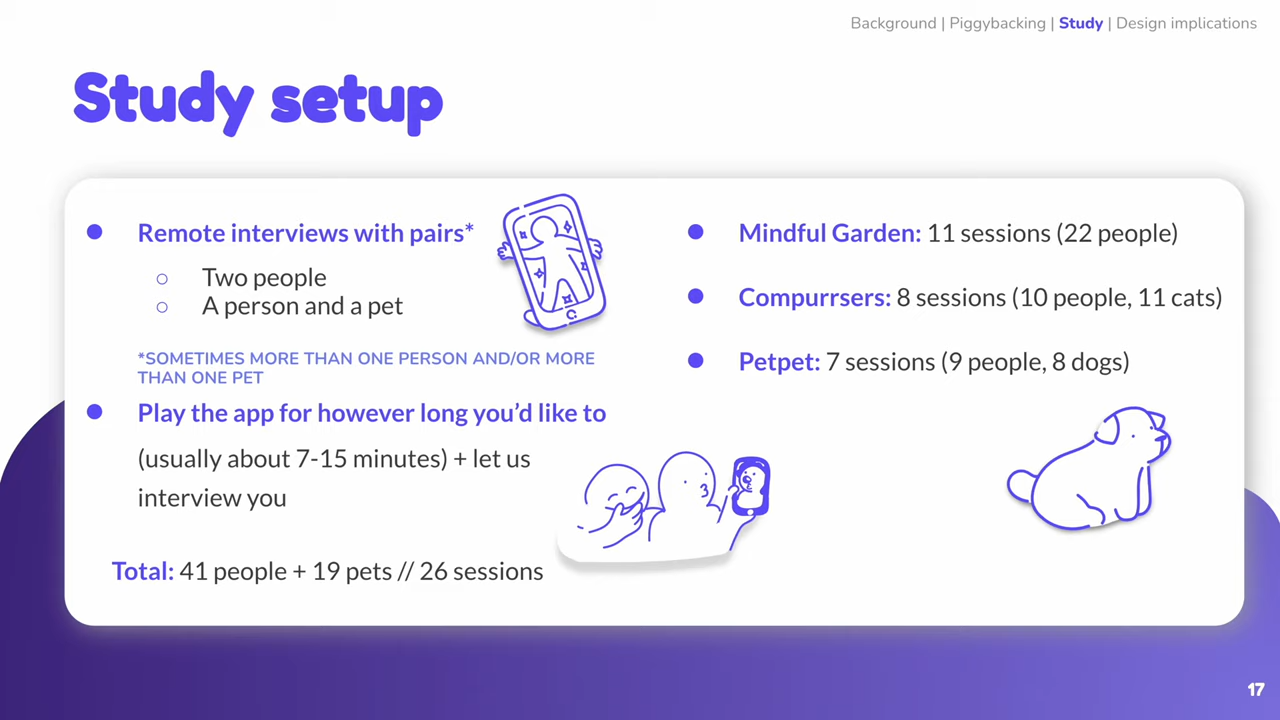 Background | Piggybacking | Study | Design implications
Study setup
● Remote interviews with pairs*
○ Two people
○ A person and a pet
*SOMETIMES MORE THAN ONE PERSON AND/OR MORE
THAN ONE PET
● Play the app for however long you’d like to
(usually about 7-15 minutes) + let us
interview you
Total: 41 people + 19 pets // 26 sessions
● Mindful Garden: 11 sessions (22 people)
● Compurrsers: 8 sessions (10 people, 11 cats)
● Petpet: 7 sessions (9 people, 8 dogs)
17